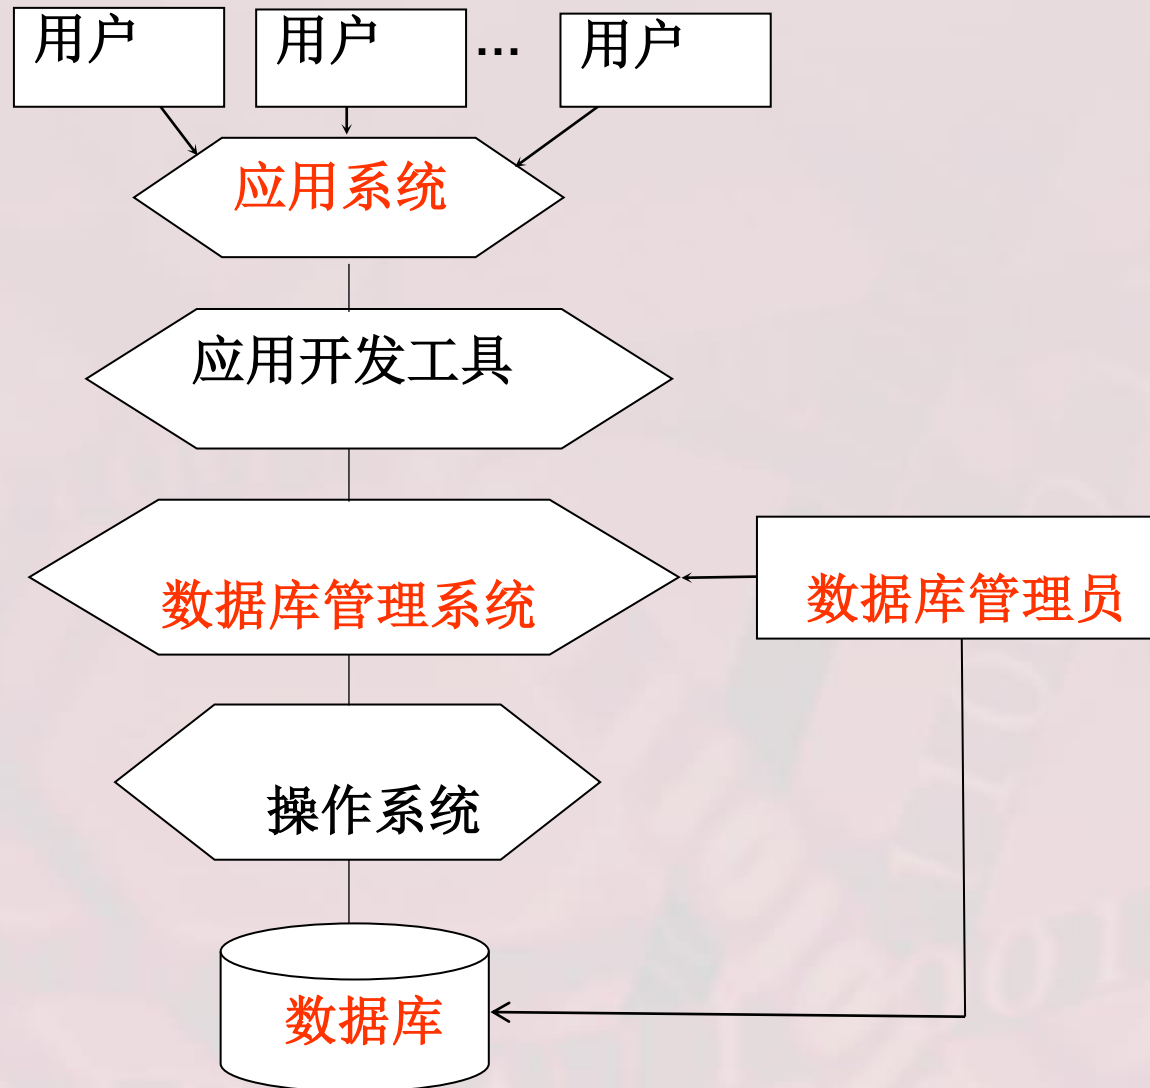 用户
用户
…
用户
应用系统
应用开发工具
数据库管理系统
数据库管理员
操作系统
数据库